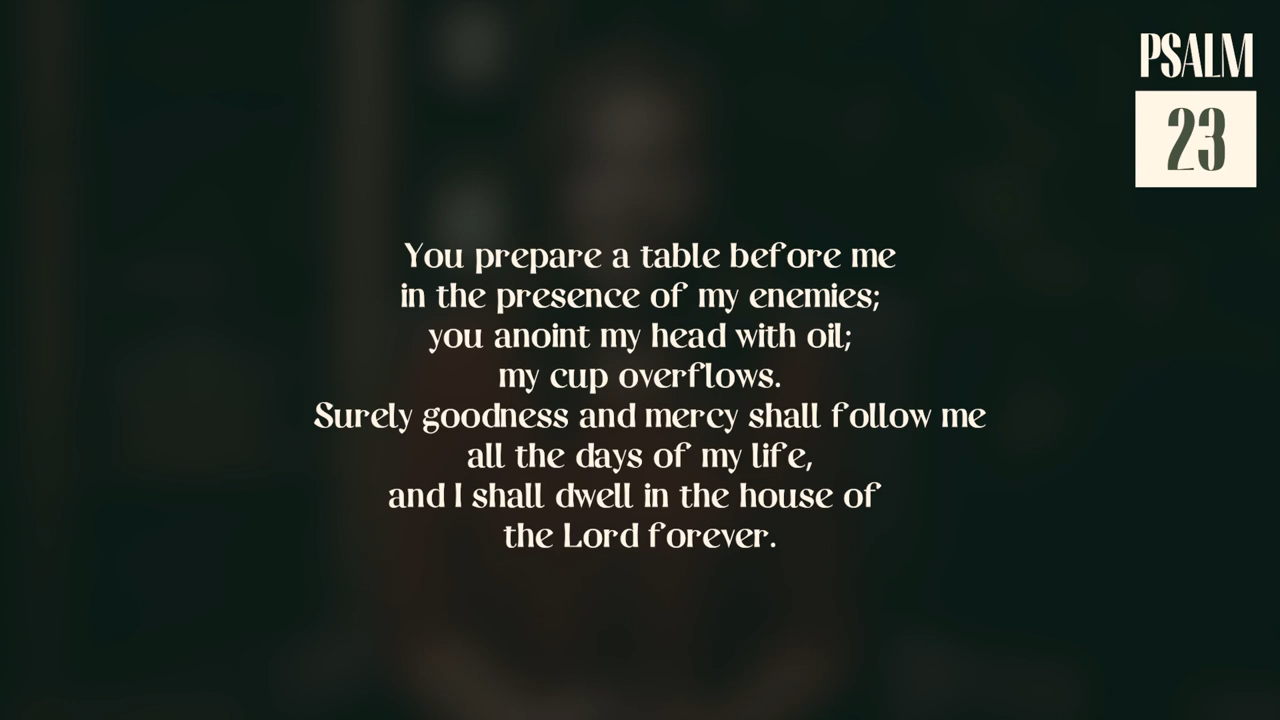 PSALM
23
You prepare a table before me
in the presence of my enemies;
you anoint my head with oil;
my cup overflows.
Surely goodness and mercy shall follow me
all the days of my life,
and I shall dwell in the house of
the Lord forever.